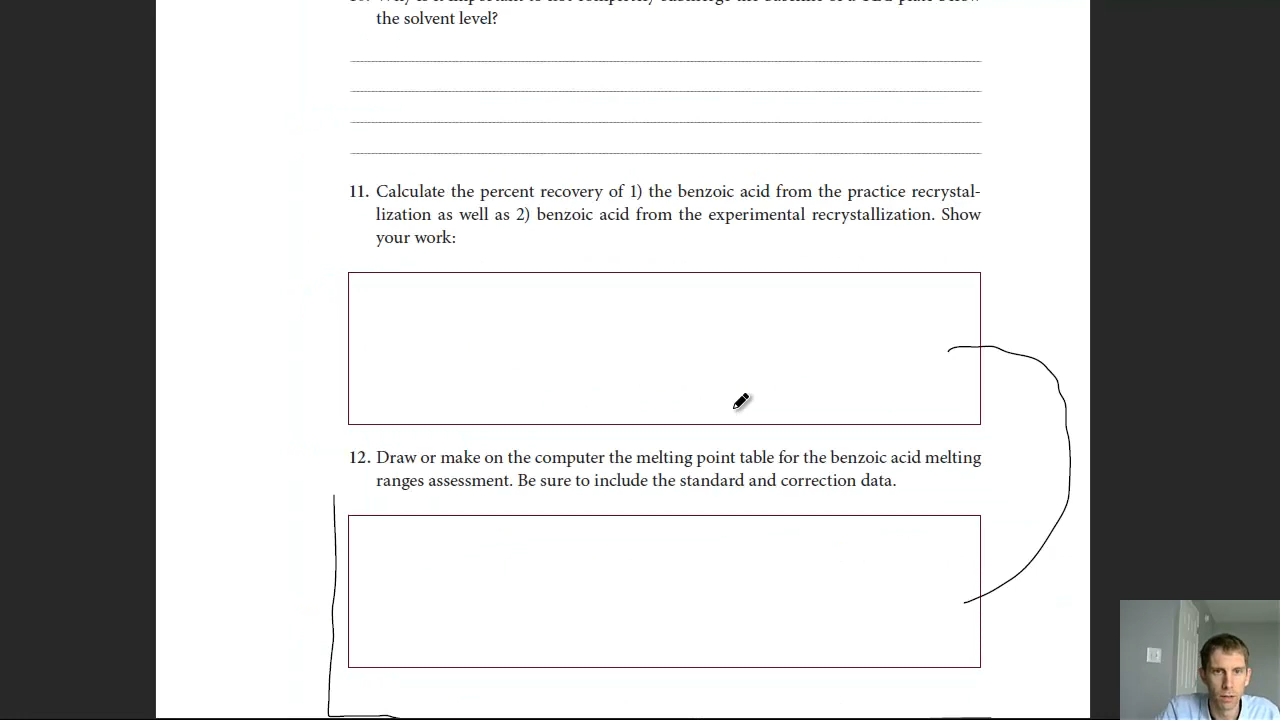 the solvent level?
11. Calculate the percent recovery of 1) the benzoic acid from the practice recrystal-
lization as well as 2) benzoic acid from the experimental recrystallization. Show
your work:
12. Draw or make on the computer the melting point table for the benzoic acid melting
ranges assessment. Be sure to include the standard and correction data.